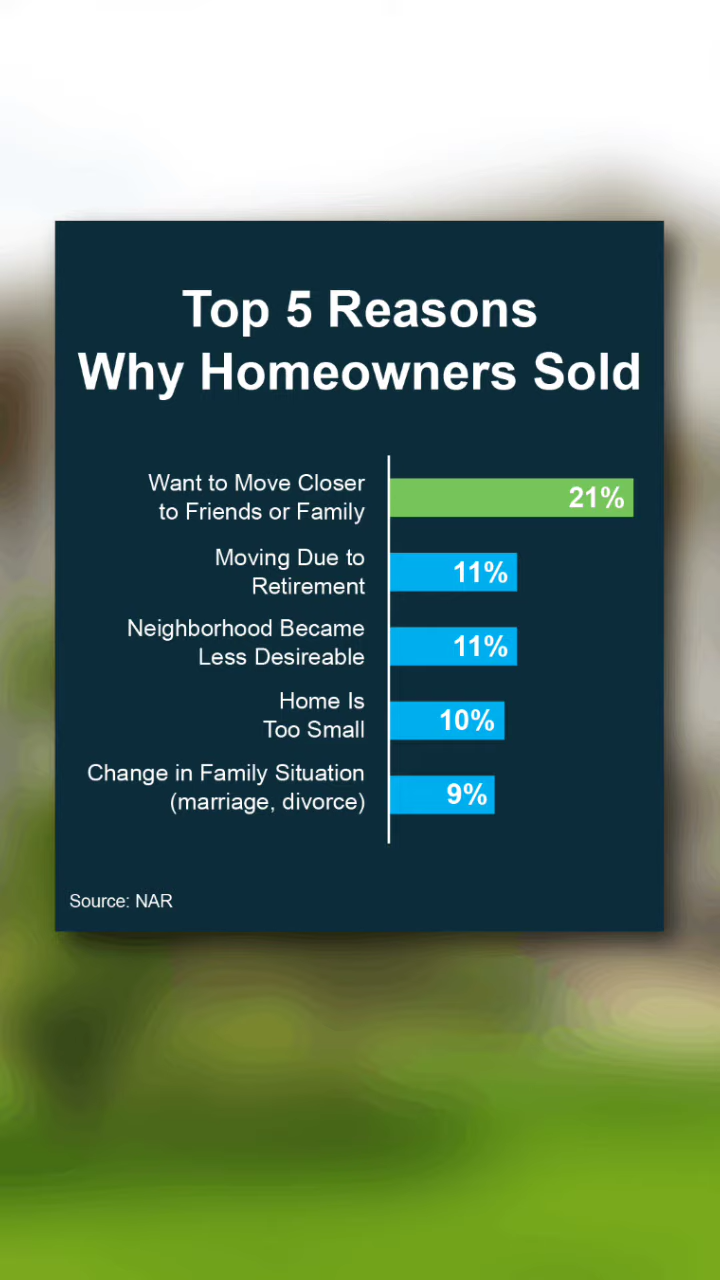 Top 5 Reasons
Why Homeowners Sold
Want to Move Closer
to Friends or Family
21%
Moving Due to
Retirement
11%
Neighborhood Became
Less Desireable
11%
Home Is
Too Small
10%
Change in Family Situation
(marriage, divorce)
9%
Source: NAR